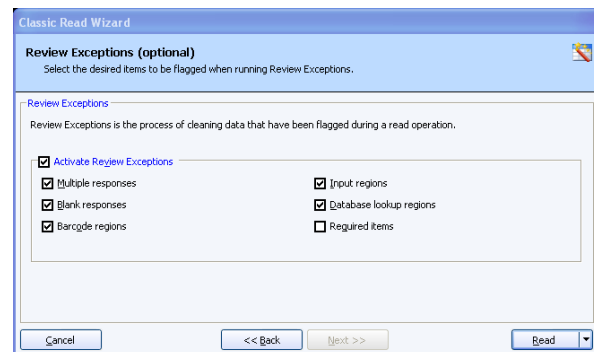 Classic Read Wizard
Review Exceptions (optional)
Select the desired items to be flagged when running Review Exceptions.
Review Exceptions
Review Exceptions is the process of cleaning data that have been flagged during a read operation.
Activate Review Exceptions
Multiple responses
Input regions
Blank responses
Database lookup regions
Barcode regions
Required items
Cancel
<< Back
Next >>
Read